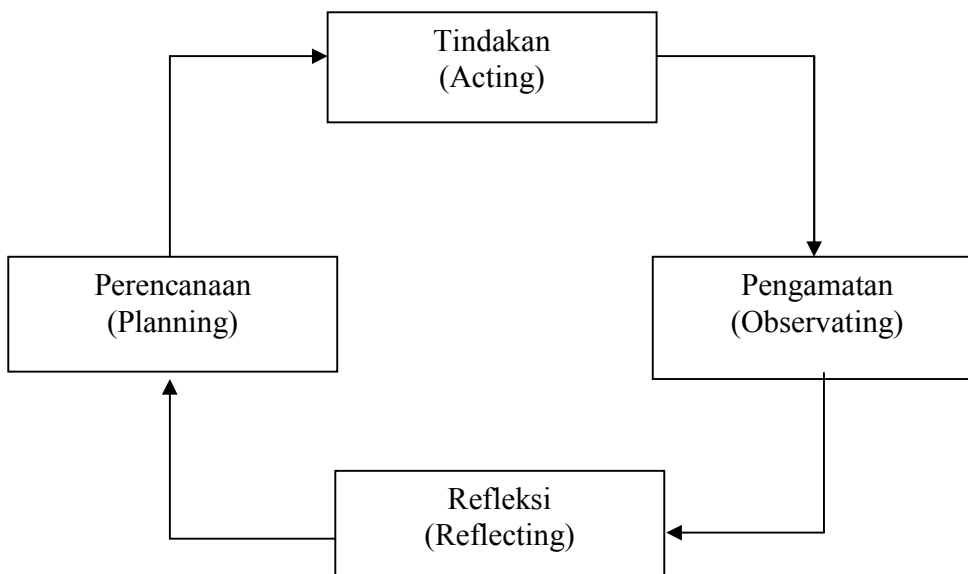 Tindakan
(Acting)
Perencanaan
(Planning)
Pengamatan
(Observating)
Refleksi
(Reflecting)